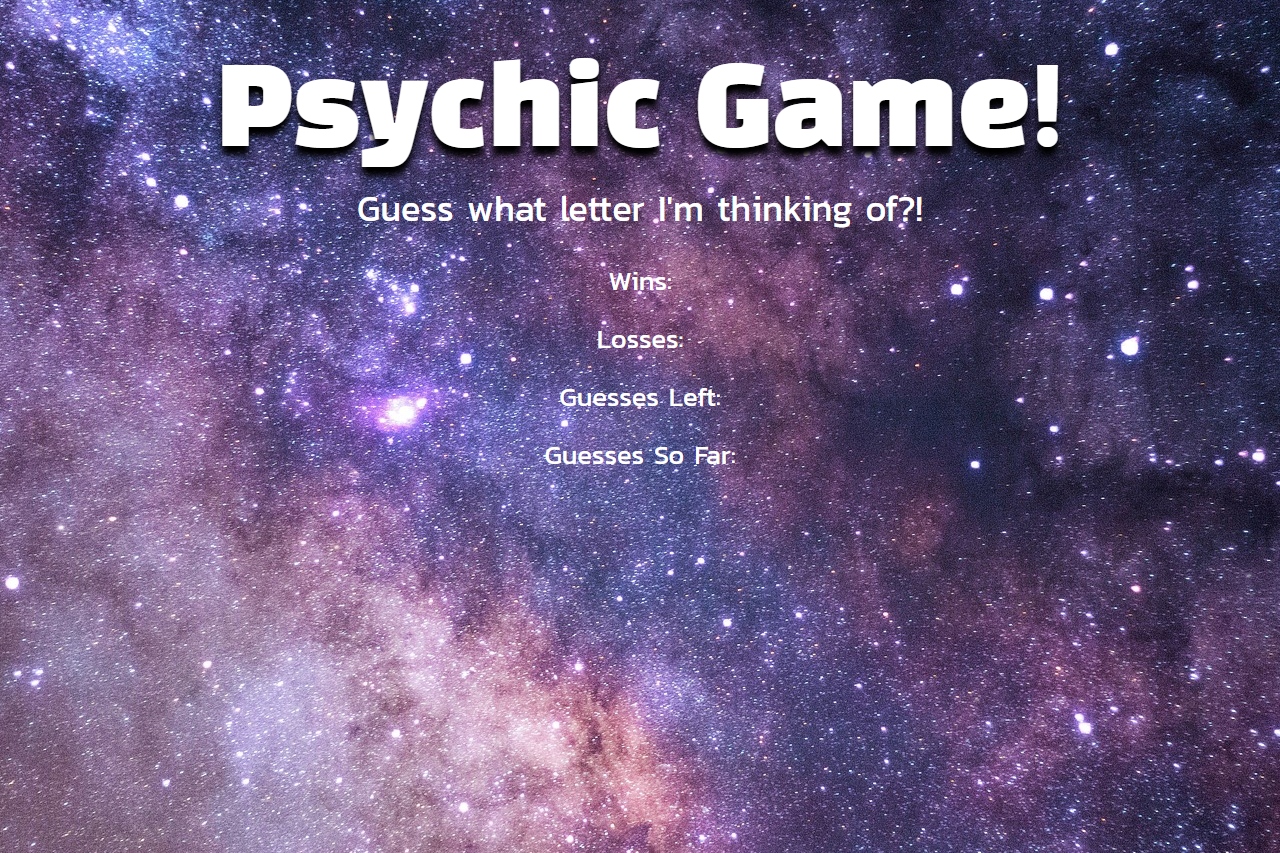 Psychic Game!
Guess what letter I'm thinking of?!
Wins:
Losses:
Guesses Left:
Guesses So Far: